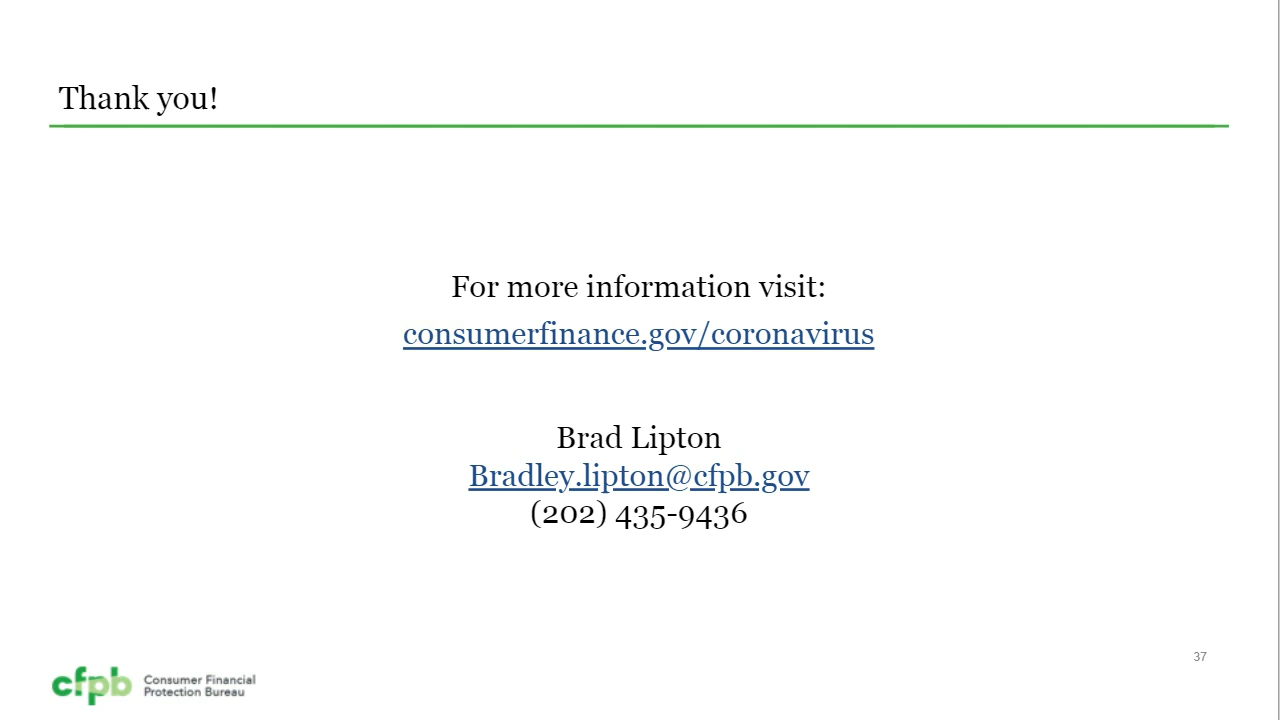 Thank you!
For more information visit:
consumerfinance.gov/coronavirus
Brad Lipton
Bradley.lipton@cfpb.gov
(202) 435-9436
37
cfpb
Consumer Financial
Protection Bureau